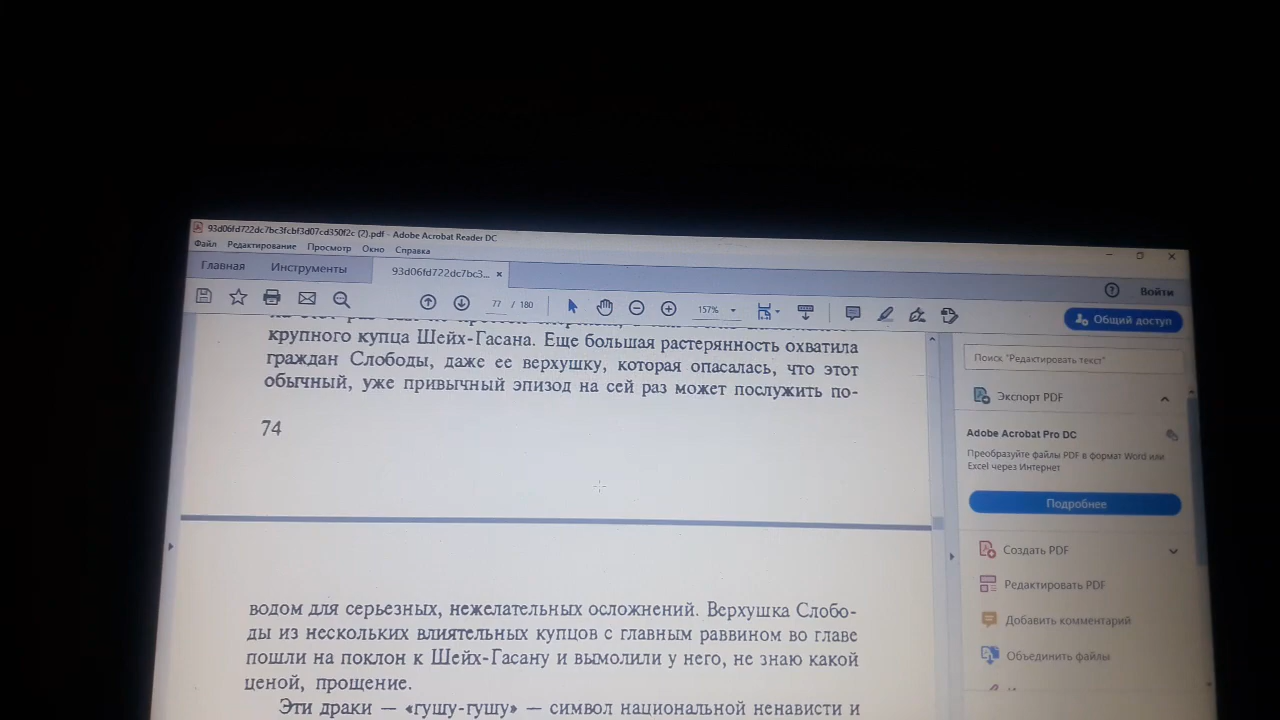 93d06fd722dc7bc3fcbf3d07cd350f2c (2).pdf - Adobe Acrobat Reader DC
Файл Редактирование Просмотр Окно Справка
Главная Инструменты 93d06fd722dc7bc3... ×
Войти
77 / 180 157%
Общий доступ
крупного купца Шейх-Гасана. Еще большая растерянность охватила
граждан Слободы, даже ее верхушку, которая опасалась, что этот
обычный, уже привычный эпизод на сей раз может послужить по-
74
водом для серьезных, нежелательных осложнений. Верхушка Слобо-
ды из нескольких влиятельных купцов с главным раввином во главе
пошли на поклон к Шейх-Гасану и вымолили у него, не знаю какой
ценой, прощение.
Эти драки — «гушу-гушу» — символ национальной ненависти и
Поиск "Редактировать текст"
Экспорт PDF
Adobe Acrobat Pro DC
Преобразуйте файлы PDF в формат Word или
Excel через Интернет
Подробнее
Создать PDF
Редактировать PDF
Добавить комментарий
Объединить файлы